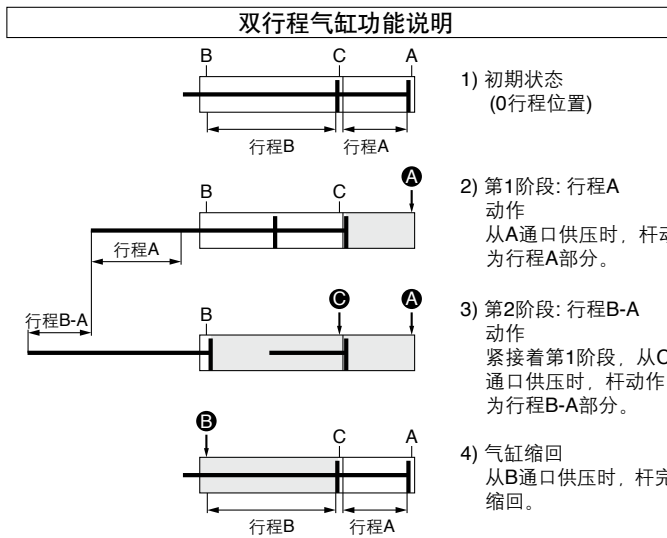 双行程气缸功能说明
B C A
行程B 行程A
1) 初期状态
(0行程位置)
B C A
行程A
2) 第1阶段: 行程A
动作
从A通口供压时，杆动
为行程A部分。
B C A
行程B-A
3) 第2阶段: 行程B-A
动作
紧接着第1阶段，从C
通口供压时，杆动作
为行程B-A部分。
B C A
行程B 行程A
4) 气缸缩回
从B通口供压时，杆完
缩回。